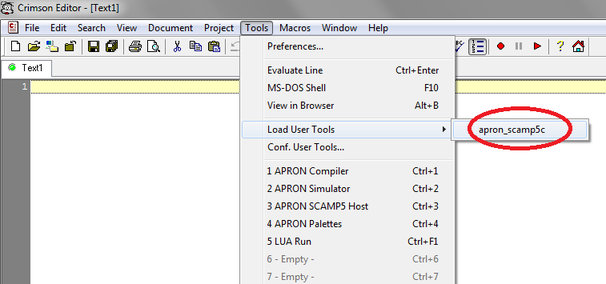 Crimson Editor - [Text1]
File Edit Search View Document Project Tools Macros Window Help
Text1
1
Preferences...
Evaluate Line Ctrl+Enter
MS-DOS Shell F10
View in Browser Alt+B
Load User Tools
apron_scamp5c
Conf. User Tools...
1 APRON Compiler Ctrl+1
2 APRON Simulator Ctrl+2
3 APRON SCAMP5 Host Ctrl+3
4 APRON Palettes Ctrl+4
5 LUA Run Ctrl+F1
6 - Empty - Ctrl+6
7 - Empty - Ctrl+7